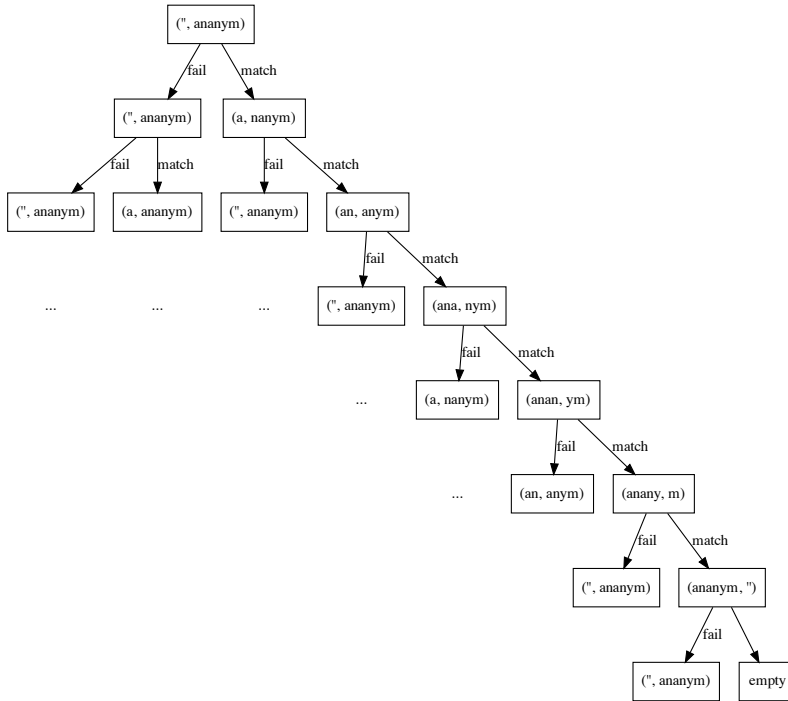 (", ananym)
fail match
(", ananym) (a, nanym)
fail match fail match
(", ananym) (a, ananym) (", ananym) (an, anym)
fail match
... ... ... (", ananym) (ana, nym)
fail match
... (a, nanym) (anan, ym)
fail match
... (an, anym) (anany, m)
fail match
(", ananym) (ananym, ")
fail
(", ananym) empty